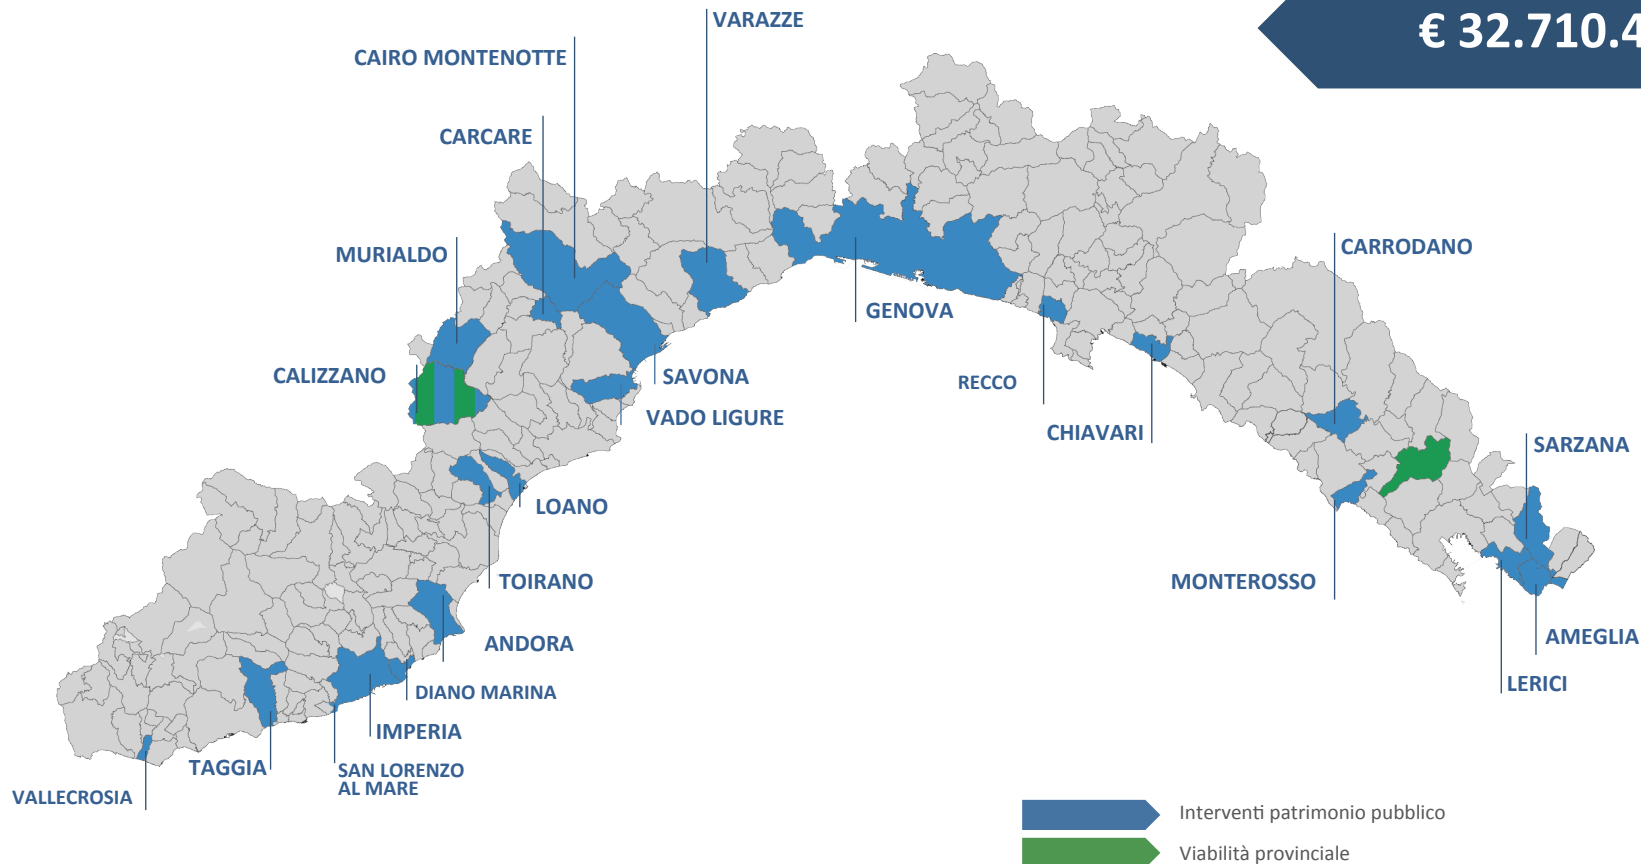 VARAZZE
€ 32.710.4
CAIRO MONTENOTTE
CARCARE
MURIALDO
CARRODANO
GENOVA
CALIZZANO
SAVONA
RECCO
VADO LIGURE
CHIAVARI
SARZANA
LOANO
TOIRANO
MONTEROSSO
ANDORA
AMEGLIA
LERICI
DIANO MARINA
IMPERIA
TAGGIA
SAN LORENZO
AL MARE
VALLECROSIA
Interventi patrimonio pubblico
Viabilità provinciale